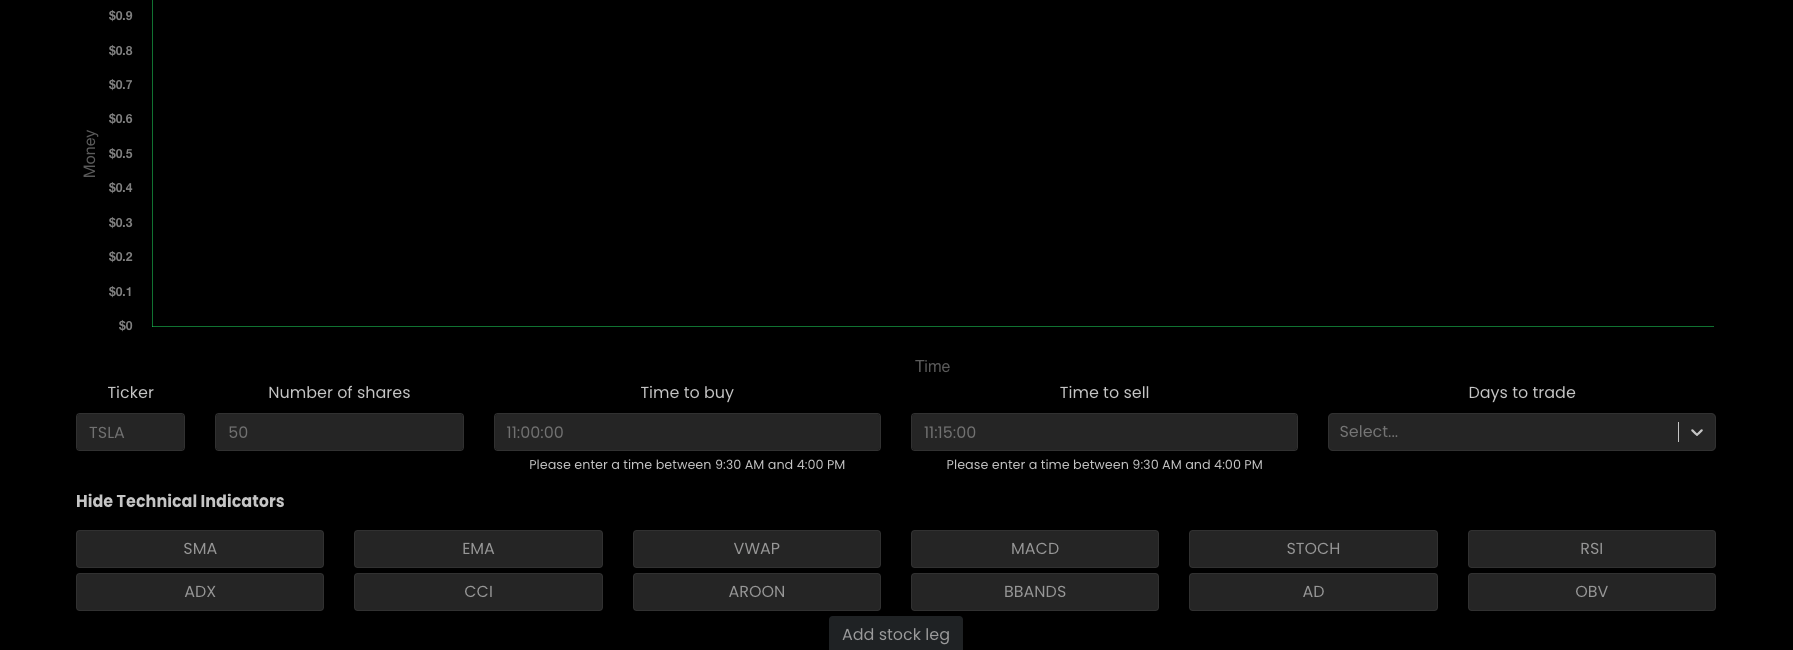 $0.9
$0.8
$0.7
$0.6
$0.5
$0.4
$0.3
$0.2
$0.1
$0
Money
Time
Ticker Number of shares Time to buy Time to sell Days to trade
TSLA 50 11:00:00 11:15:00 Select...
Please enter a time between 9:30 AM and 4:00 PM Please enter a time between 9:30 AM and 4:00 PM
Hide Technical Indicators
SMA EMA VWAP MACD STOCH RSI
ADX CCI AROON BBANDS AD OBV
Add stock leg